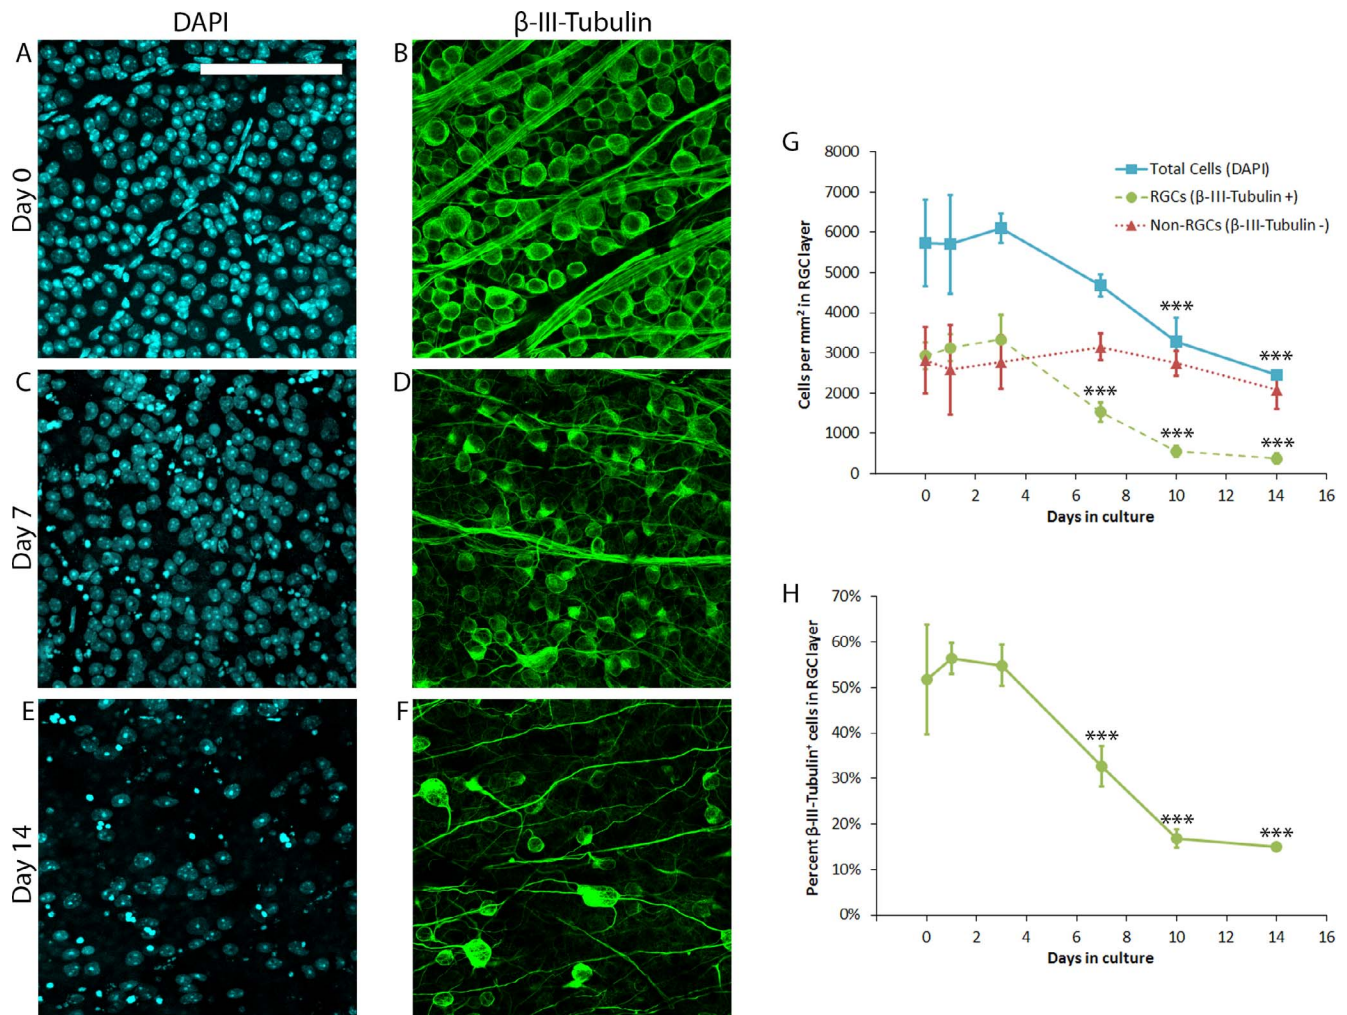 DAPI
β-III-Tubulin
A
B
Day 0
C
D
Day 7
E
F
Day 14
G
8000
7000
6000
5000
4000
3000
2000
1000
0
Cells per mm² in RGC layer
Total Cells (DAPI)
RGCs (β-III-Tubulin +)
Non-RGCs (β-III-Tubulin -)
***
***
***
***
***
0 2 4 6 8 10 12 14 16
Days in culture
H
70%
60%
50%
40%
30%
20%
10%
0%
Percent β-III-Tubulin⁺ cells in RGC layer
***
***
***
0 2 4 6 8 10 12 14 16
Days in culture